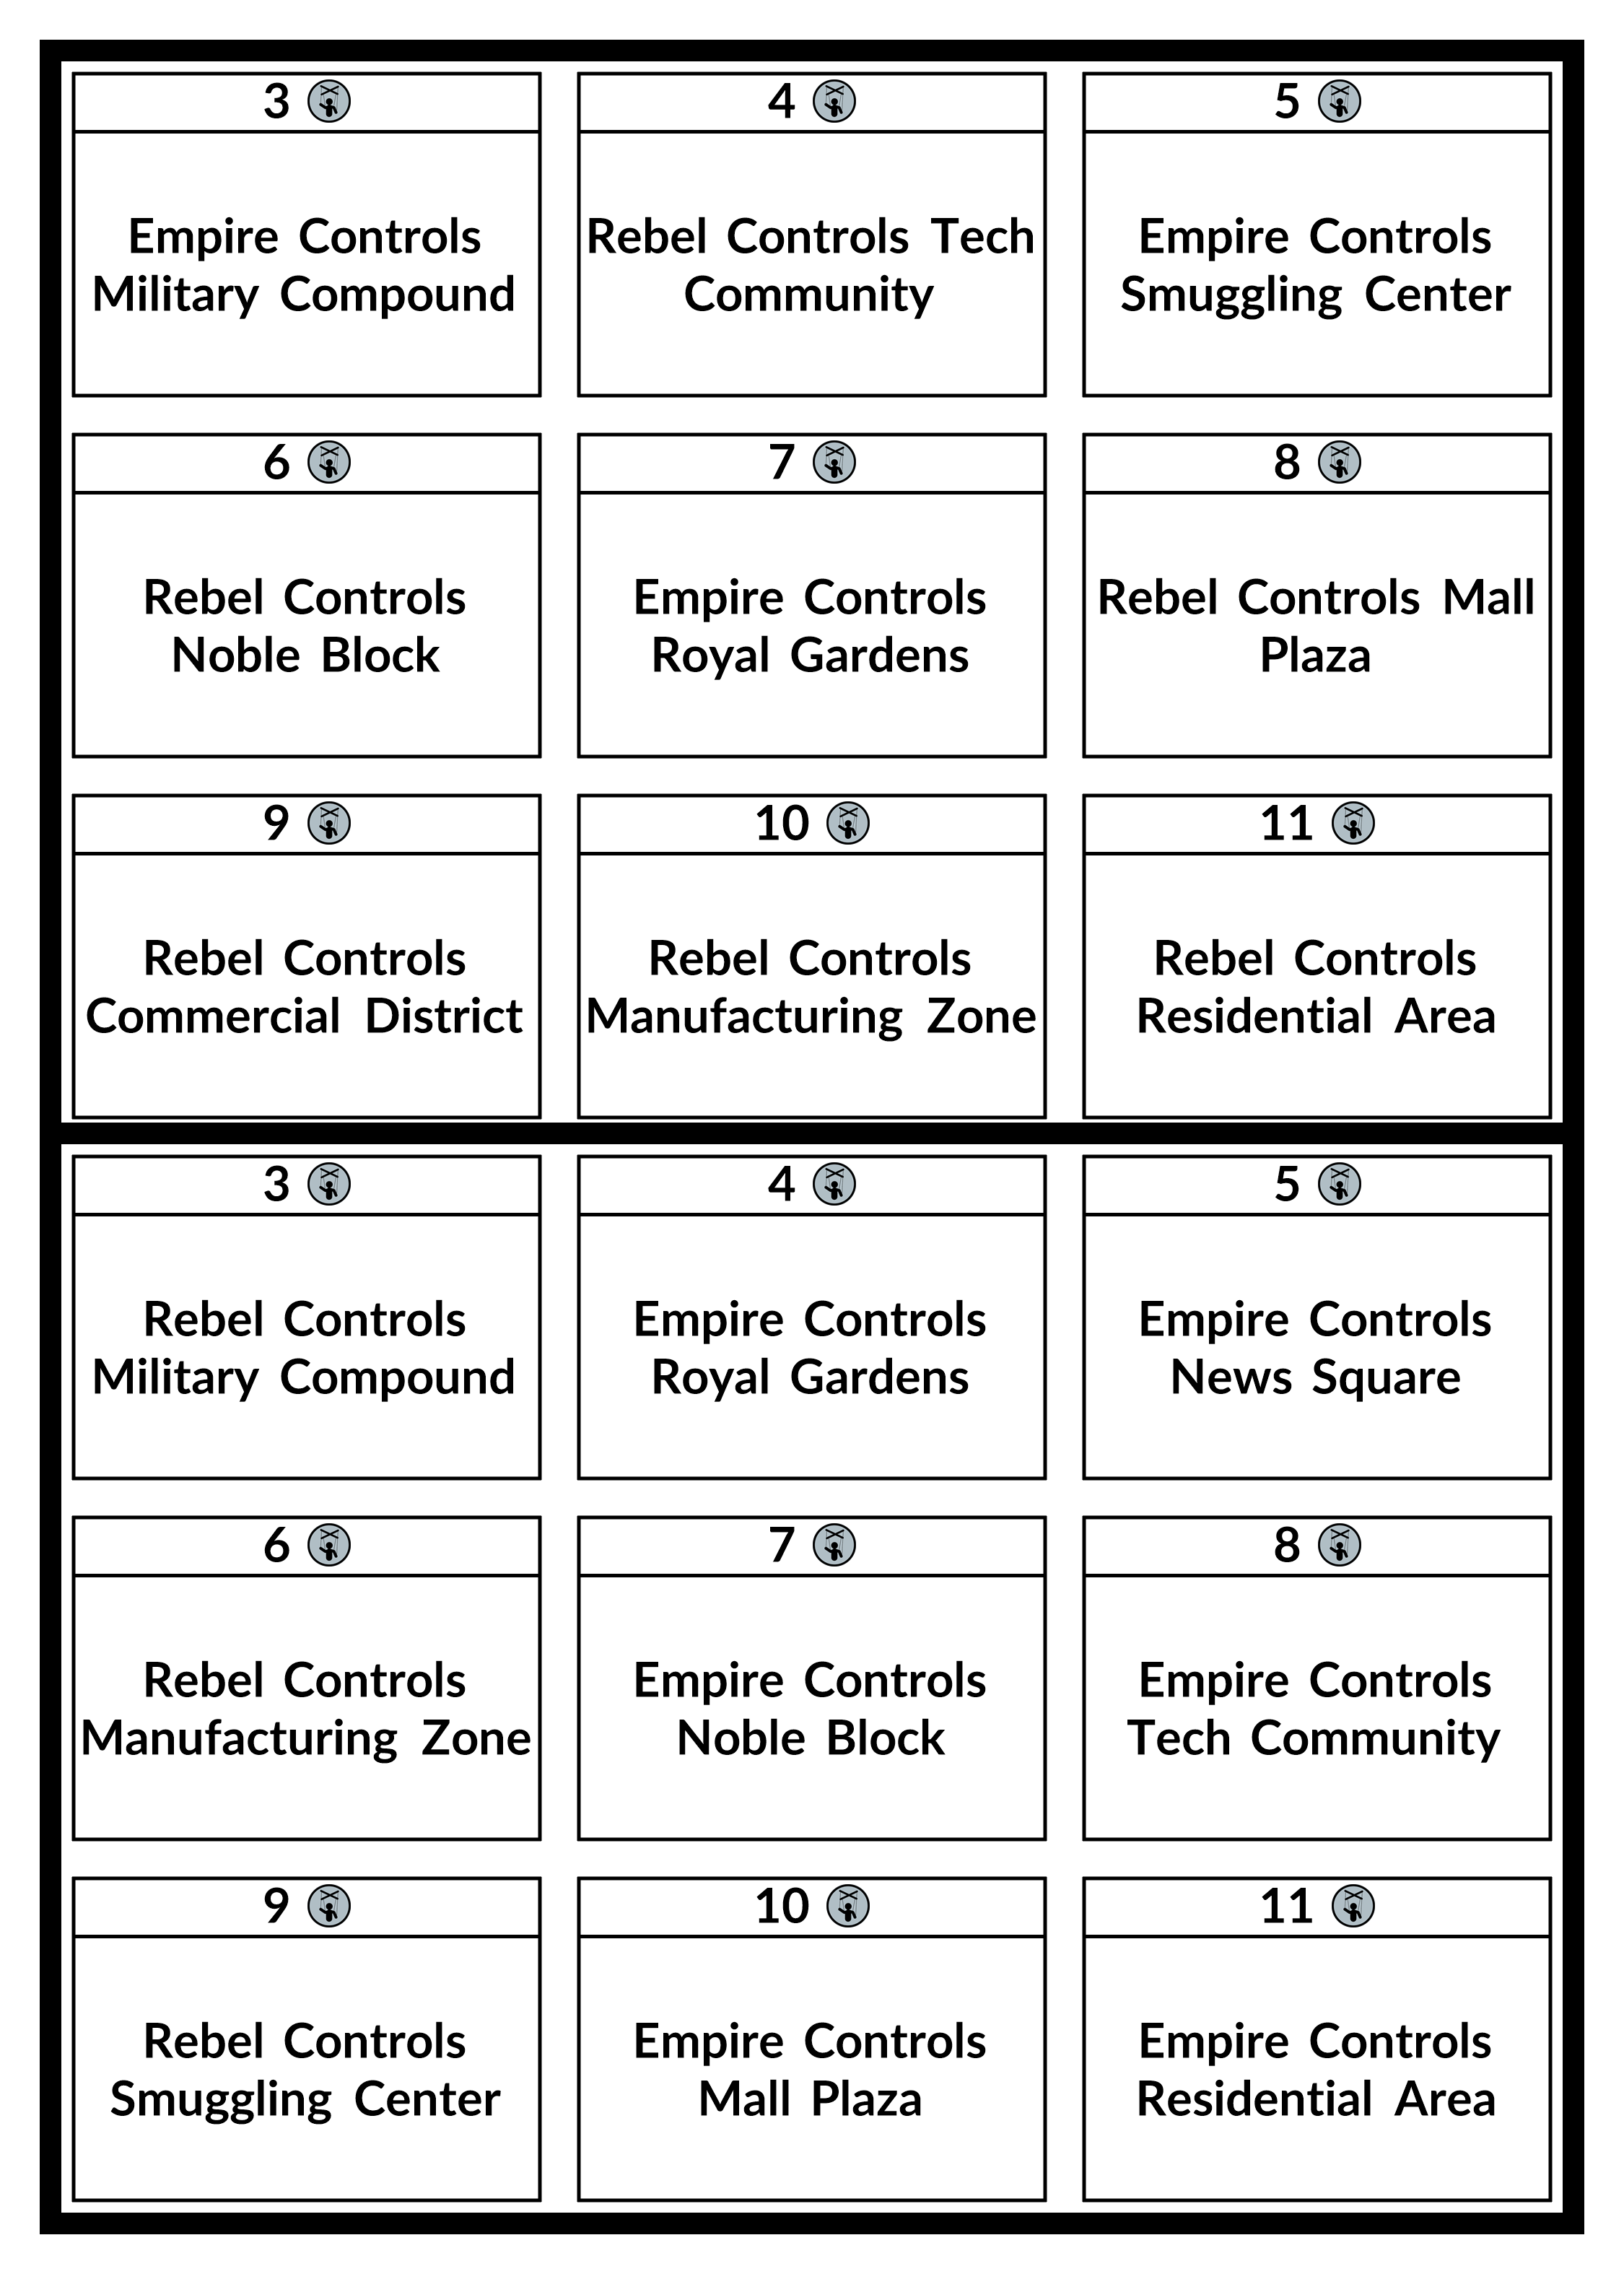 3
4
5
Empire Controls
Military Compound
Rebel Controls Tech
Community
Empire Controls
Smuggling Center
6
7
8
Rebel Controls
Noble Block
Empire Controls
Royal Gardens
Rebel Controls Mall
Plaza
9
10
11
Rebel Controls
Commercial District
Rebel Controls
Manufacturing Zone
Rebel Controls
Residential Area
3
4
5
Rebel Controls
Military Compound
Empire Controls
Royal Gardens
Empire Controls
News Square
6
7
8
Rebel Controls
Manufacturing Zone
Empire Controls
Noble Block
Empire Controls
Tech Community
9
10
11
Rebel Controls
Smuggling Center
Empire Controls
Mall Plaza
Empire Controls
Residential Area